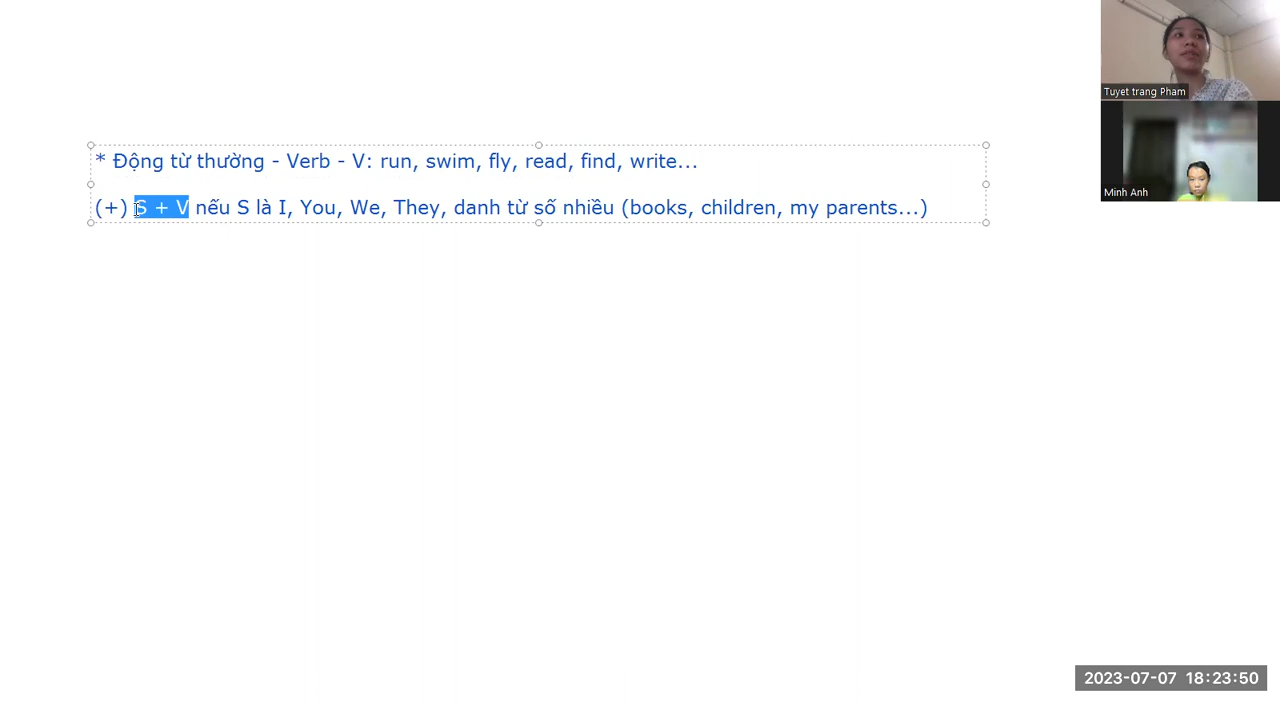 Tuyet trang Pham
* Động từ thường - Verb - V: run, swim, fly, read, find, write...
Minh Anh
(+) S + V nếu S là I, You, We, They, danh từ số nhiều (books, children, my parents...)
2023-07-07 18:23:50